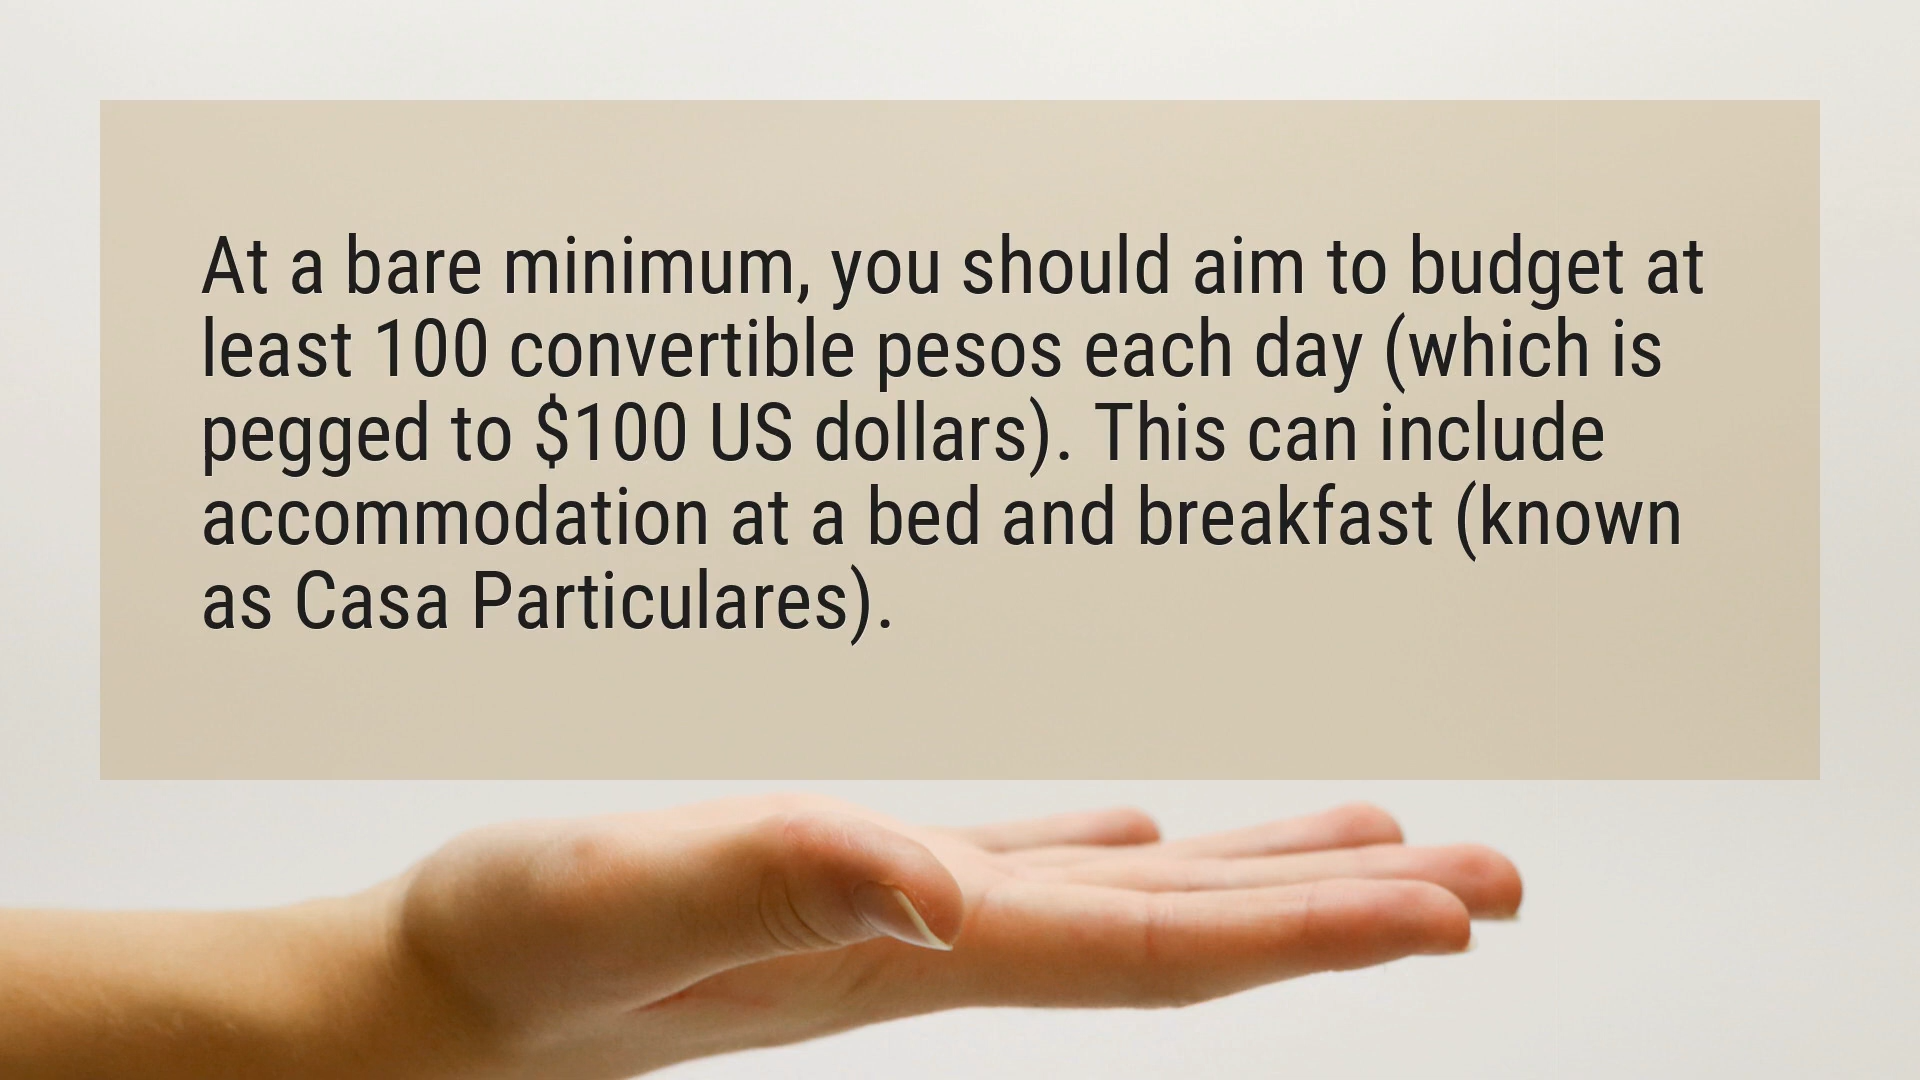 At a bare minimum, you should aim to budget at
least 100 convertible pesos each day (which is
pegged to $100 US dollars). This can include
accommodation at a bed and breakfast (known
as Casa Particulares).